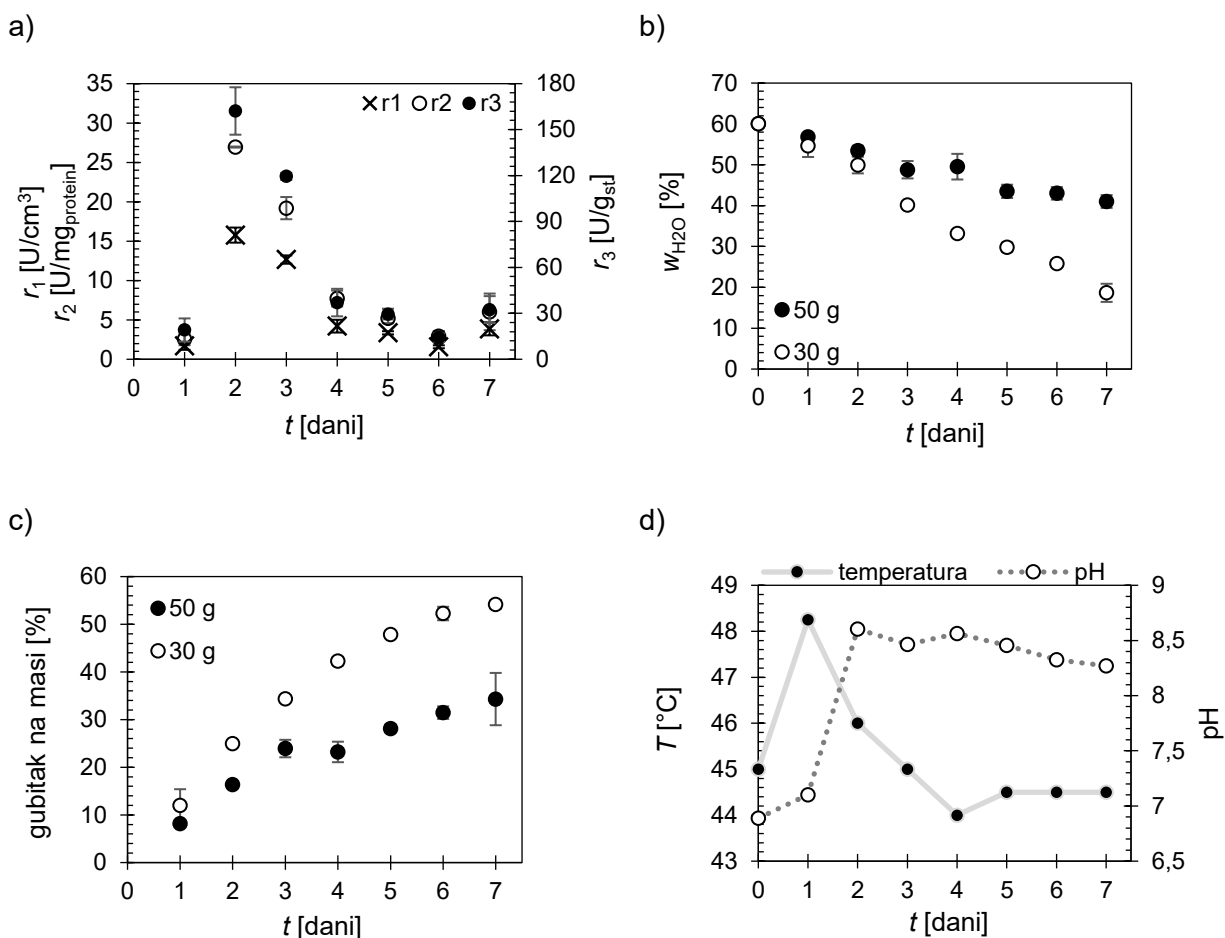 a)
35
30
25
20
15
10
5
0
180
150
120
90
60
30
0
r1 r2 r3
r1 [U/cm3]
r2 [U/mgprotein]
r3 [U/gst]
0 1 2 3 4 5 6 7
t [dani]
b)
70
60
50
40
30
20
10
0
wH2O [%]
50 g
30 g
0 1 2 3 4 5 6 7
t [dani]
c)
60
50
40
30
20
10
0
gubitak na masi [%]
50 g
30 g
0 1 2 3 4 5 6 7
t [dani]
d)
temperatura pH
49
48
47
46
45
44
43
T [°C]
9
8,5
8
7,5
7
6,5
pH
0 1 2 3 4 5 6 7
t [dani]